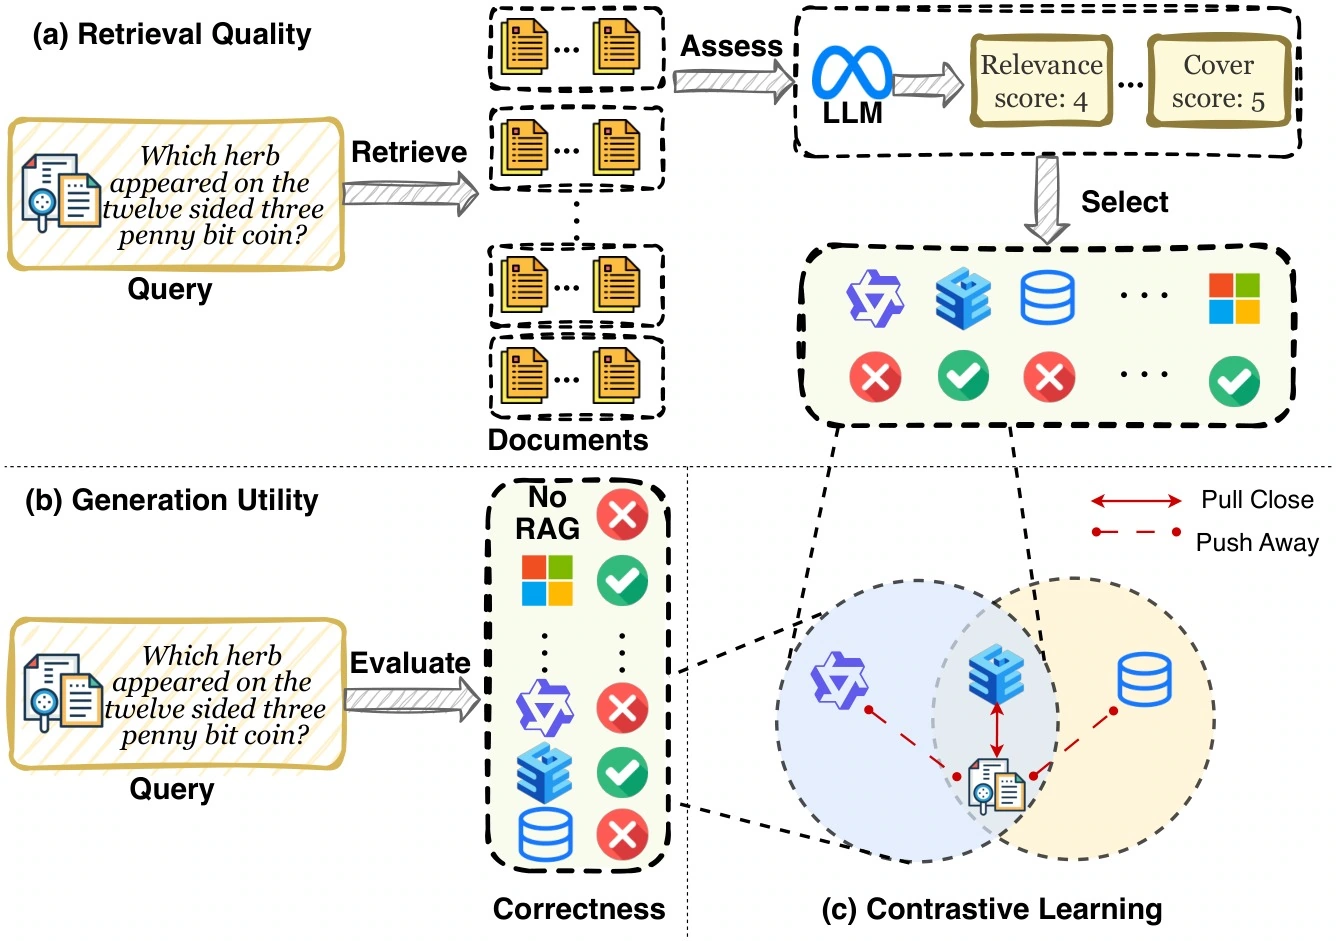 (a) Retrieval Quality
Which herb
appeared on the
twelve sided three
penny bit coin?
Query
Retrieve
Documents
Assess
LLM
Relevance
score: 4
Cover
score: 5
Select
(b) Generation Utility
Which herb
appeared on the
twelve sided three
penny bit coin?
Query
Evaluate
No
RAG
Correctness
Pull Close
Push Away
(c) Contrastive Learning